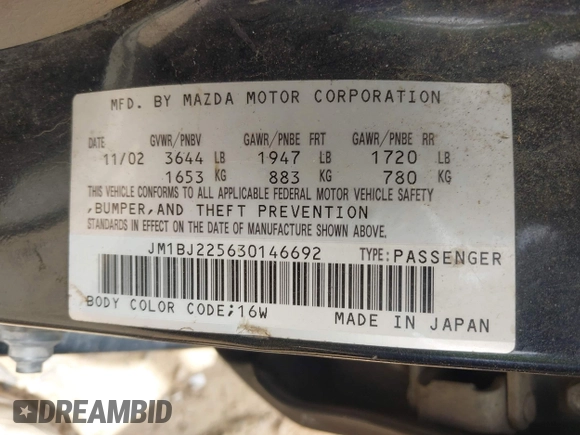 MFD. BY MAZDA MOTOR CORPORATION
DATE GVWR/PNBV GAWR/PNBE FRT GAWR/PNBE RR
11/02 3644 LB 1947 LB 1720 LB
1653 KG 883 KG 780 KG
THIS VEHICLE CONFORMS TO ALL APPLICABLE FEDERAL MOTOR VEHICLE SAFETY
,BUMPER,AND THEFT PREVENTION
STANDARDS IN EFFECT ON THE DATE OF MANUFACTURE SHOWN ABOVE.
JM1BJ225630146692 TYPE:PASSENGER
BODY COLOR CODE;16W
MADE IN JAPAN
DREAMBID